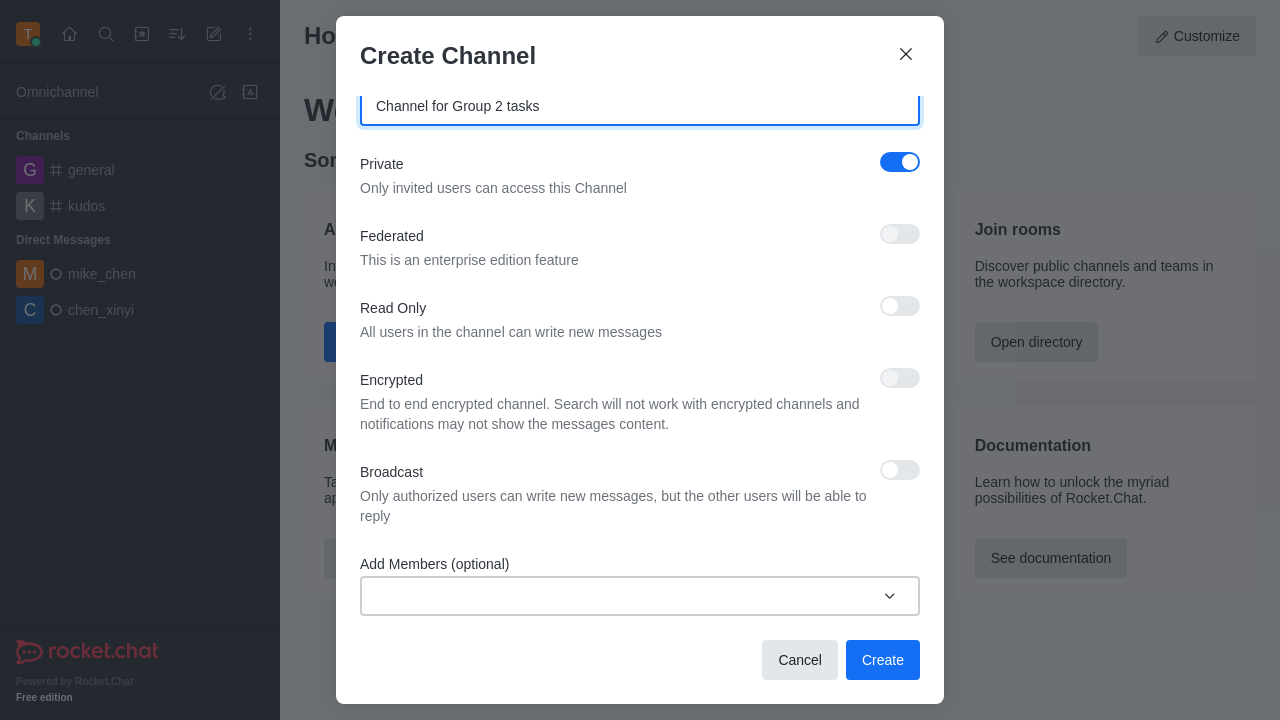 T
Ho
Customize
Create Channel
Omnichannel
Channel for Group 2 tasks
Channels
G general
K kudos
Direct Messages
M mike_chen
C chen_xinyi
Private
Only invited users can access this Channel
Federated
This is an enterprise edition feature
Read Only
All users in the channel can write new messages
Encrypted
End to end encrypted channel. Search will not work with encrypted channels and
notifications may not show the messages content.
Broadcast
Only authorized users can write new messages, but the other users will be able to
reply
Add Members (optional)
Cancel
Create
Join rooms
Discover public channels and teams in
the workspace directory.
Open directory
Documentation
Learn how to unlock the myriad
possibilities of Rocket.Chat.
See documentation
rocket.chat
Powered by Rocket.Chat
Free edition